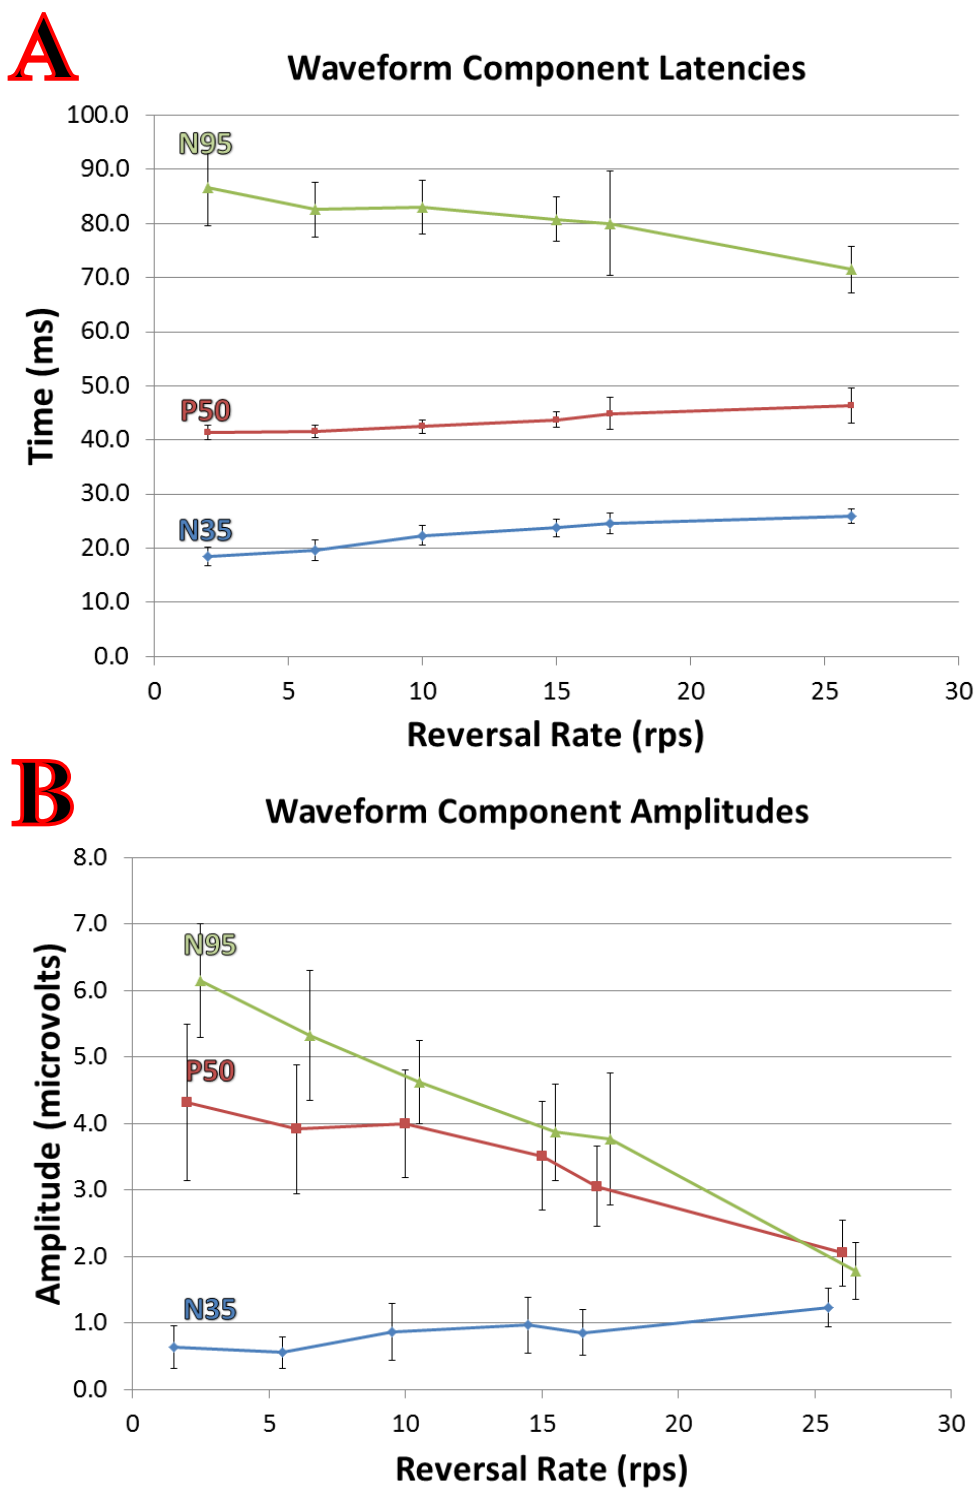 A
Waveform Component Latencies
100.0
90.0
80.0
70.0
60.0
50.0
40.0
30.0
20.0
10.0
0.0
Time (ms)
N95
P50
N35
0 5 10 15 20 25 30
Reversal Rate (rps)
B
Waveform Component Amplitudes
8.0
7.0
6.0
5.0
4.0
3.0
2.0
1.0
0.0
Amplitude (microvolts)
N95
P50
N35
0 5 10 15 20 25 30
Reversal Rate (rps)